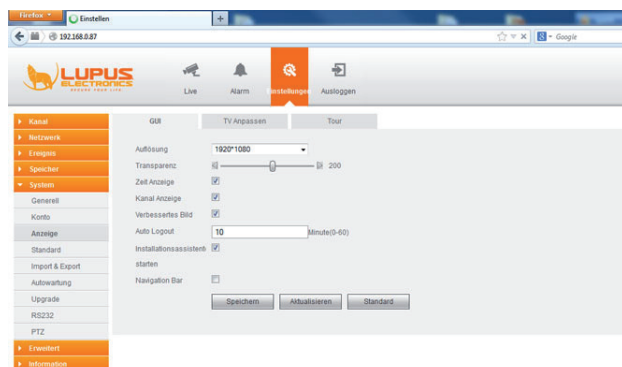 Firefox
Einstellen
192.168.0.87
Google
LUPUS
ELECTRONICS
Live
Alarm
Einstellungen
Ausloggen
Kanal
Netzwerk
Ereignis
Speicher
System
Generell
Konto
Anzeige
Standard
Import & Export
Autowartung
Upgrade
RS232
PTZ
Erweitert
Information
GUI
TV Anpassen
Tour
Auflösung
1920*1080
Transparenz
200
Zeit Anzeige
Kanal Anzeige
Verbessertes Bild
Auto Logout
10
Minute(0-60)
Installationsassistent
starten
Navigation Bar
Speichern
Aktualisieren
Standard